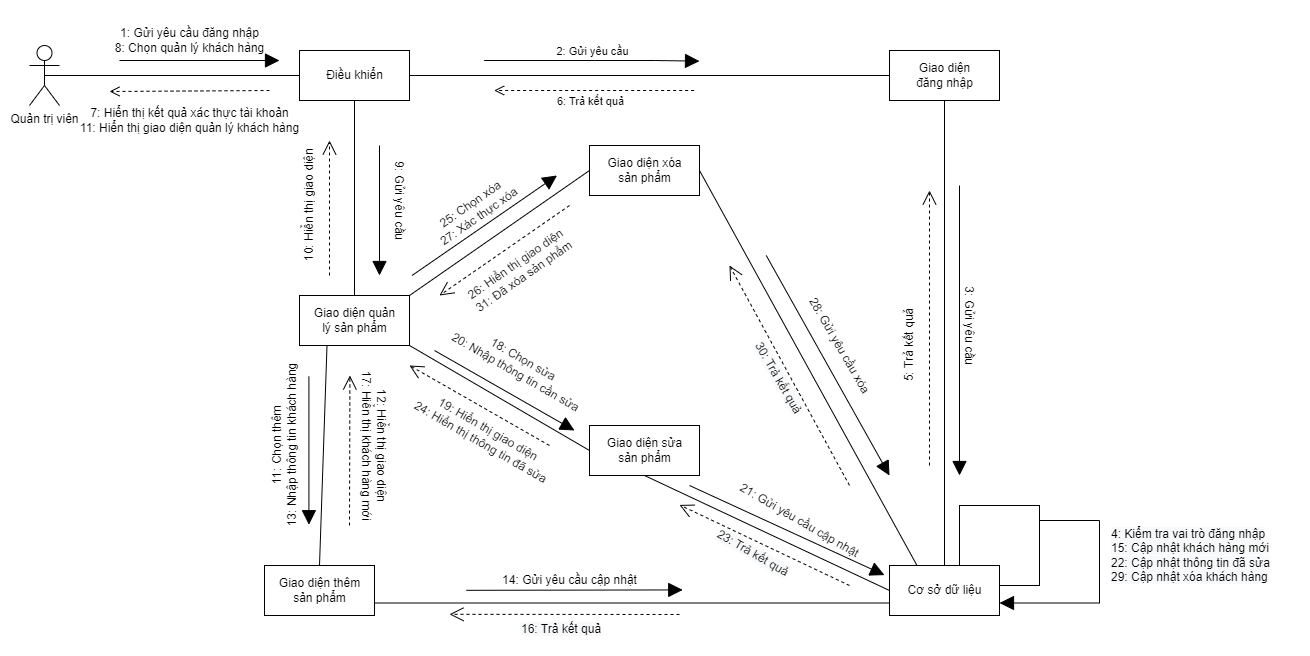 1: Gửi yêu cầu đăng nhập
8: Chọn quản lý khách hàng
Quản trị viên
7: Hiển thị kết quả xác thực tài khoản
11: Hiển thị giao diện quản lý khách hàng
Điều khiển
2: Gửi yêu cầu
6: Trả kết quả
Giao diện
đăng nhập
10: Hiển thị giao diện
9: Gửi yêu cầu
25: Chọn xóa
27: Xác thực xóa
26: Hiển thị giao diện
31: Đã xóa sản phẩm
Giao diện xóa
sản phẩm
28: Gửi yêu cầu xóa
30: Trả kết quả
5: Trả kết quả
3: Gửi yêu cầu
Giao diện quản
lý sản phẩm
18: Chọn sửa
20: Nhập thông tin cần sửa
19: Hiển thị giao diện
24: Hiển thị thông tin đã sửa
11: Chọn thêm
13: Nhập thông tin khách hàng
12: Hiển thị giao diện
17: Hiển thị khách hàng mới
Giao diện sửa
sản phẩm
21: Gửi yêu cầu cập nhật
23: Trả kết quả
4: Kiểm tra vai trò đăng nhập
15: Cập nhật khách hàng mới
22: Cập nhật thông tin đã sửa
29: Cập nhật xóa khách hàng
Giao diện thêm
sản phẩm
14: Gửi yêu cầu cập nhật
16: Trả kết quả
Cơ sở dữ liệu